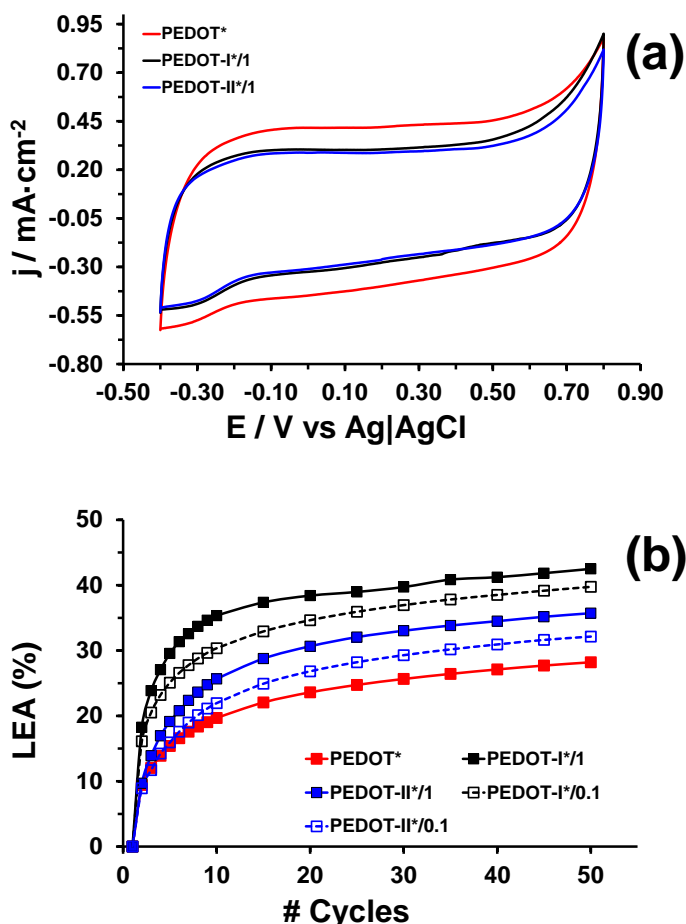 (a)
PEDOT*
PEDOT-I*/1
PEDOT-II*/1
0.95
0.70
0.45
0.20
-0.05
-0.30
-0.55
-0.80
j / mA·cm-2
-0.50 -0.30 -0.10 0.10 0.30 0.50 0.70 0.90
E / V vs Ag|AgCl
(b)
50
40
30
20
10
0
LEA (%)
PEDOT* PEDOT-I*/1
PEDOT-II*/1 PEDOT-I*/0.1
PEDOT-II*/0.1
0 10 20 30 40 50
# Cycles